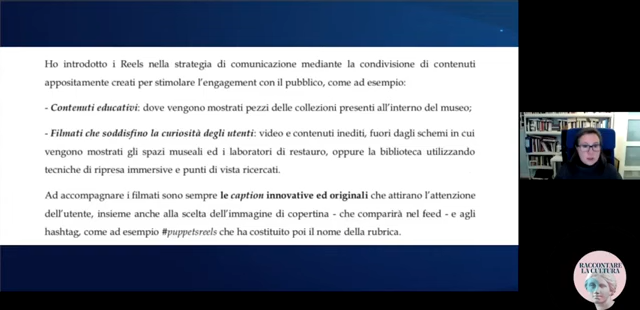 Ho introdotto i Reels nella strategia di comunicazione mediante la condivisione di contenuti
appositamente creati per stimolare l'engagement con il pubblico, come ad esempio:
- Contenuti educativi: dove vengono mostrati pezzi delle collezioni presenti all'interno del museo;
- Filmati che soddisfino la curiosità degli utenti: video e contenuti inediti, fuori dagli schemi in cui
vengono mostrati gli spazi museali ed i laboratori di restauro, oppure la biblioteca utilizzando
tecniche di ripresa immersive e punti di vista ricercati.
Ad accompagnare i filmati sono sempre le caption innovative ed originali che attirano l'attenzione
dell'utente, insieme anche alla scelta dell'immagine di copertina - che comparirà nel feed - e agli
hashtag, come ad esempio #puppetsreels che ha costituito poi il nome della rubrica.
RACCONTARE
LA CULTURA